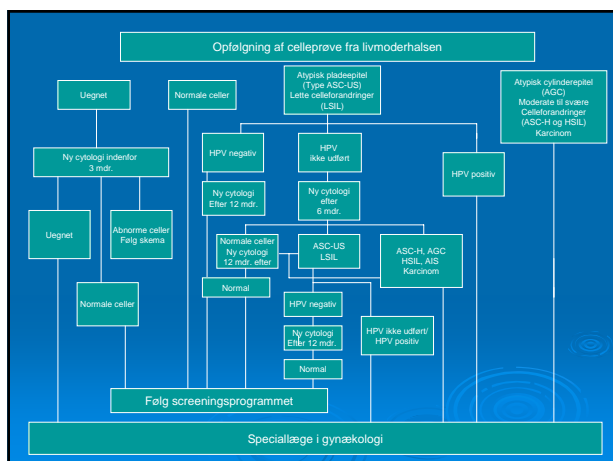 Opfølgning af celleprøve fra livmoderhalsen
Uegnet
Normale celler
Atypisk pladeepitel
(Type ASC-US)
Lette celleforandringer
(LSIL)
Atypisk cylinderepitel
(AGC)
Moderate til svære
Celleforandringer
(ASC-H og HSIL)
Karcinom
Ny cytologi indenfor
3 mdr.
HPV negativ
HPV
ikke udført
HPV positiv
Ny cytologi
Efter 12 mdr.
Ny cytologi
efter
6 mdr.
Uegnet
Abnorme celler
Følg skema
Normale celler
Ny cytologi
12 mdr. efter
ASC-US
LSIL
ASC-H, AGC
HSIL, AIS
Karcinom
Normale celler
Normal
HPV negativ
HPV ikke udført/
HPV positiv
Ny cytologi
Efter 12 mdr.
Normal
Følg screeningsprogrammet
Speciallæge i gynækologi